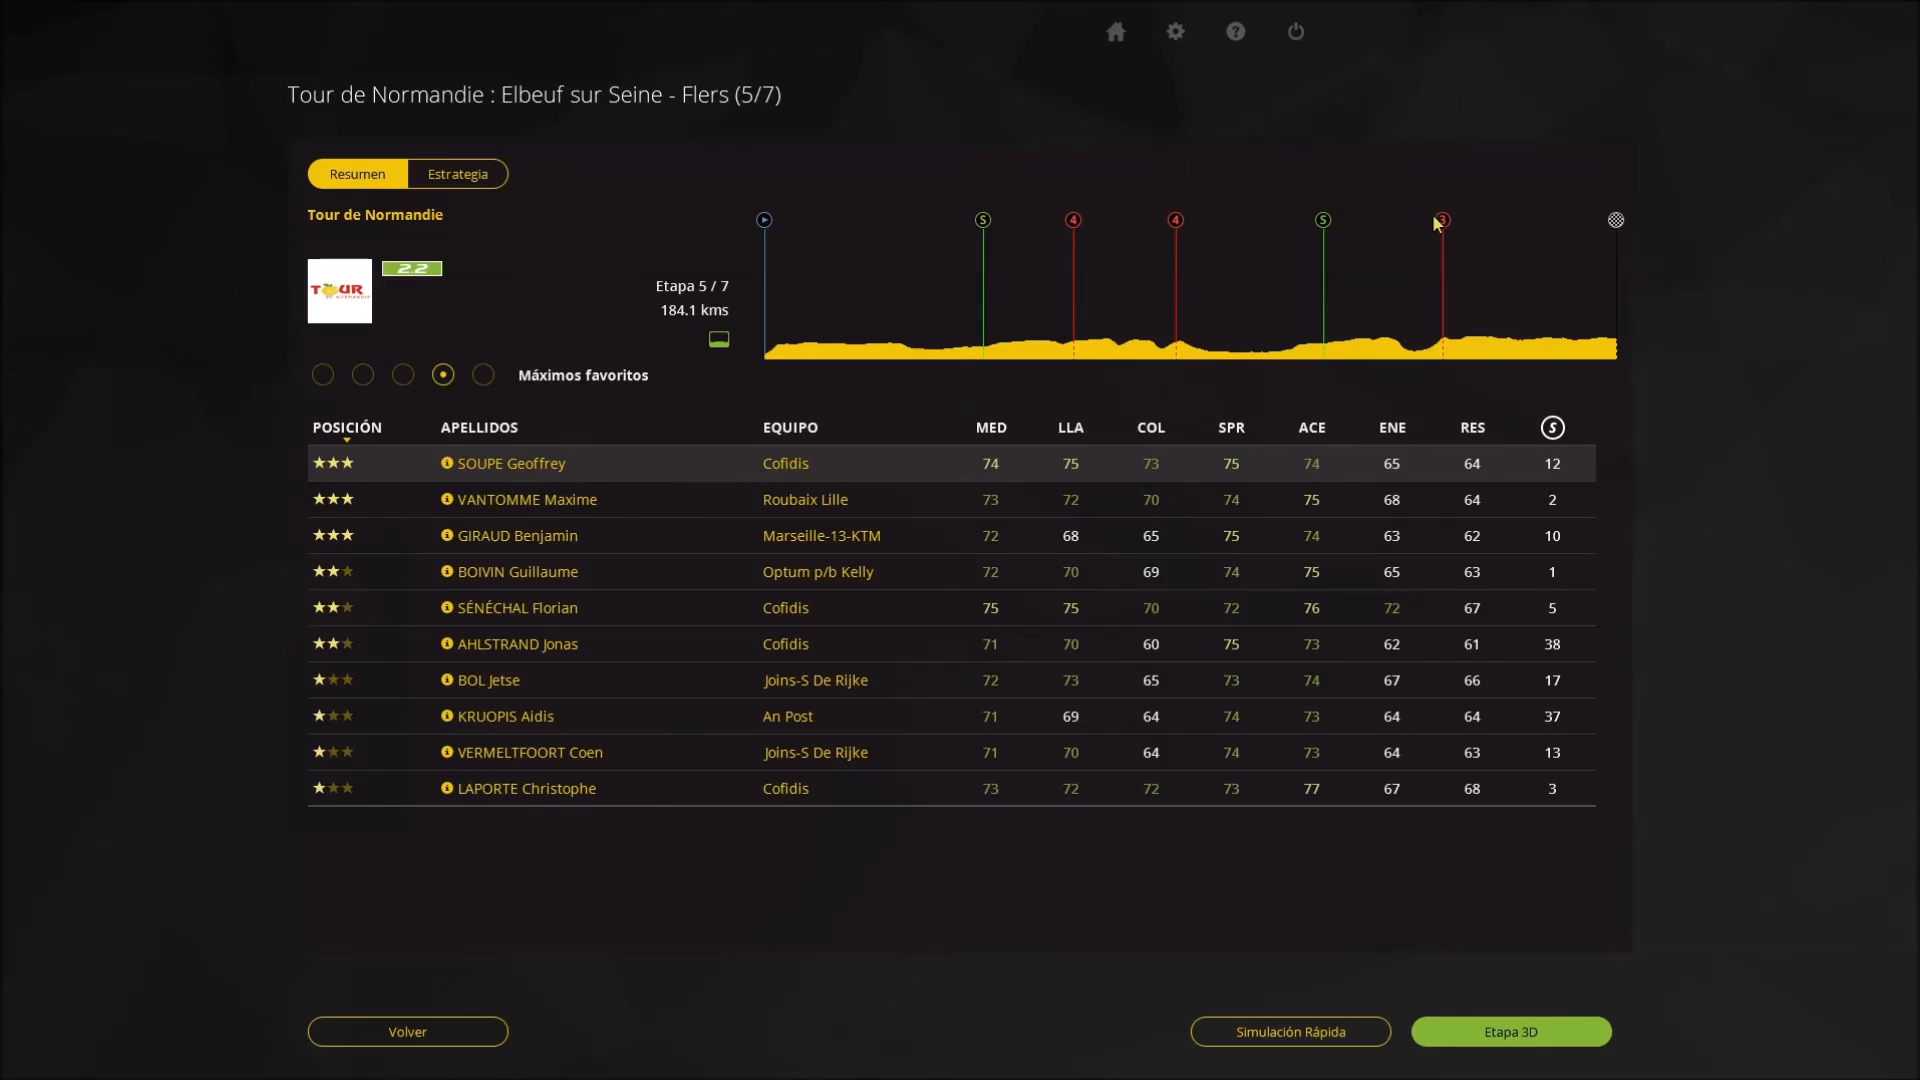 Tour de Normandie : Elbeuf sur Seine - Flers (5/7)
Resumen Estrategia
Tour de Normandie
S 4 4 S 3
2.2
TOUR
DE NORMANDIE
Etapa 5 / 7
184.1 kms
Máximos favoritos
POSICIÓN APELLIDOS EQUIPO MED LLA COL SPR ACE ENE RES S
SOUPE Geoffrey Cofidis 74 75 73 75 74 65 64 12
VANTOMME Maxime Roubaix Lille 73 72 70 74 75 68 64 2
GIRAUD Benjamin Marseille-13-KTM 72 68 65 75 74 63 62 10
BOIVIN Guillaume Optum p/b Kelly 72 70 69 74 75 65 63 1
SÉNÉCHAL Florian Cofidis 75 75 70 72 76 72 67 5
AHLSTRAND Jonas Cofidis 71 70 60 75 73 62 61 38
BOL Jetse Joins-S De Rijke 72 73 65 73 74 67 66 17
KRUOPIS Aidis An Post 71 69 64 74 73 64 64 37
VERMELTFOORT Coen Joins-S De Rijke 71 70 64 74 73 64 63 13
LAPORTE Christophe Cofidis 73 72 72 73 77 67 68 3
Volver Simulación Rápida Etapa 3D